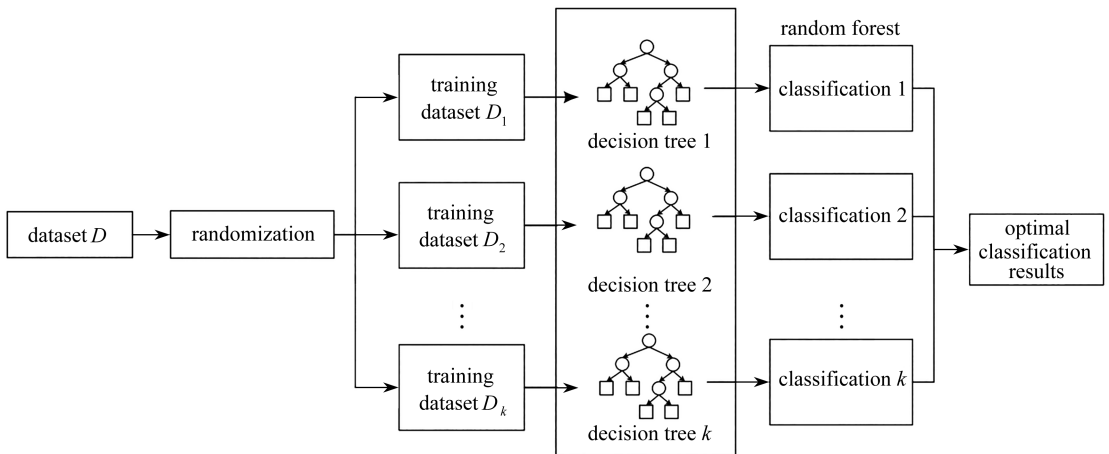 random forest
training
dataset D₁
decision tree 1
classification 1
dataset D
randomization
training
dataset D₂
decision tree 2
classification 2
optimal
classification
results
⋮
⋮
⋮
training
dataset Dₖ
decision tree k
classification k